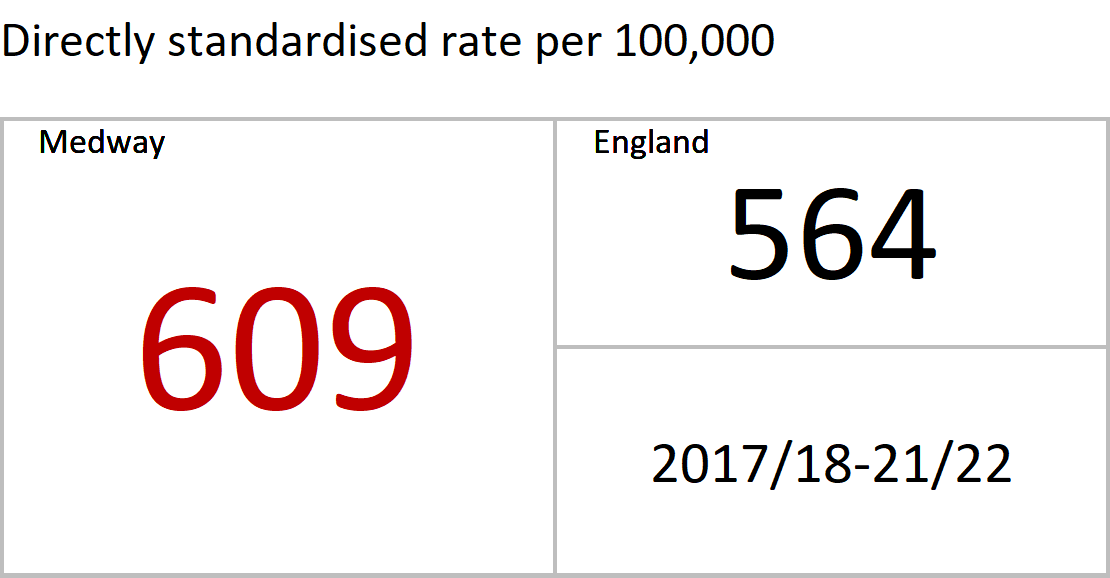 Directly standardised rate per 100,000
Medway
609
England
564
2017/18-21/22